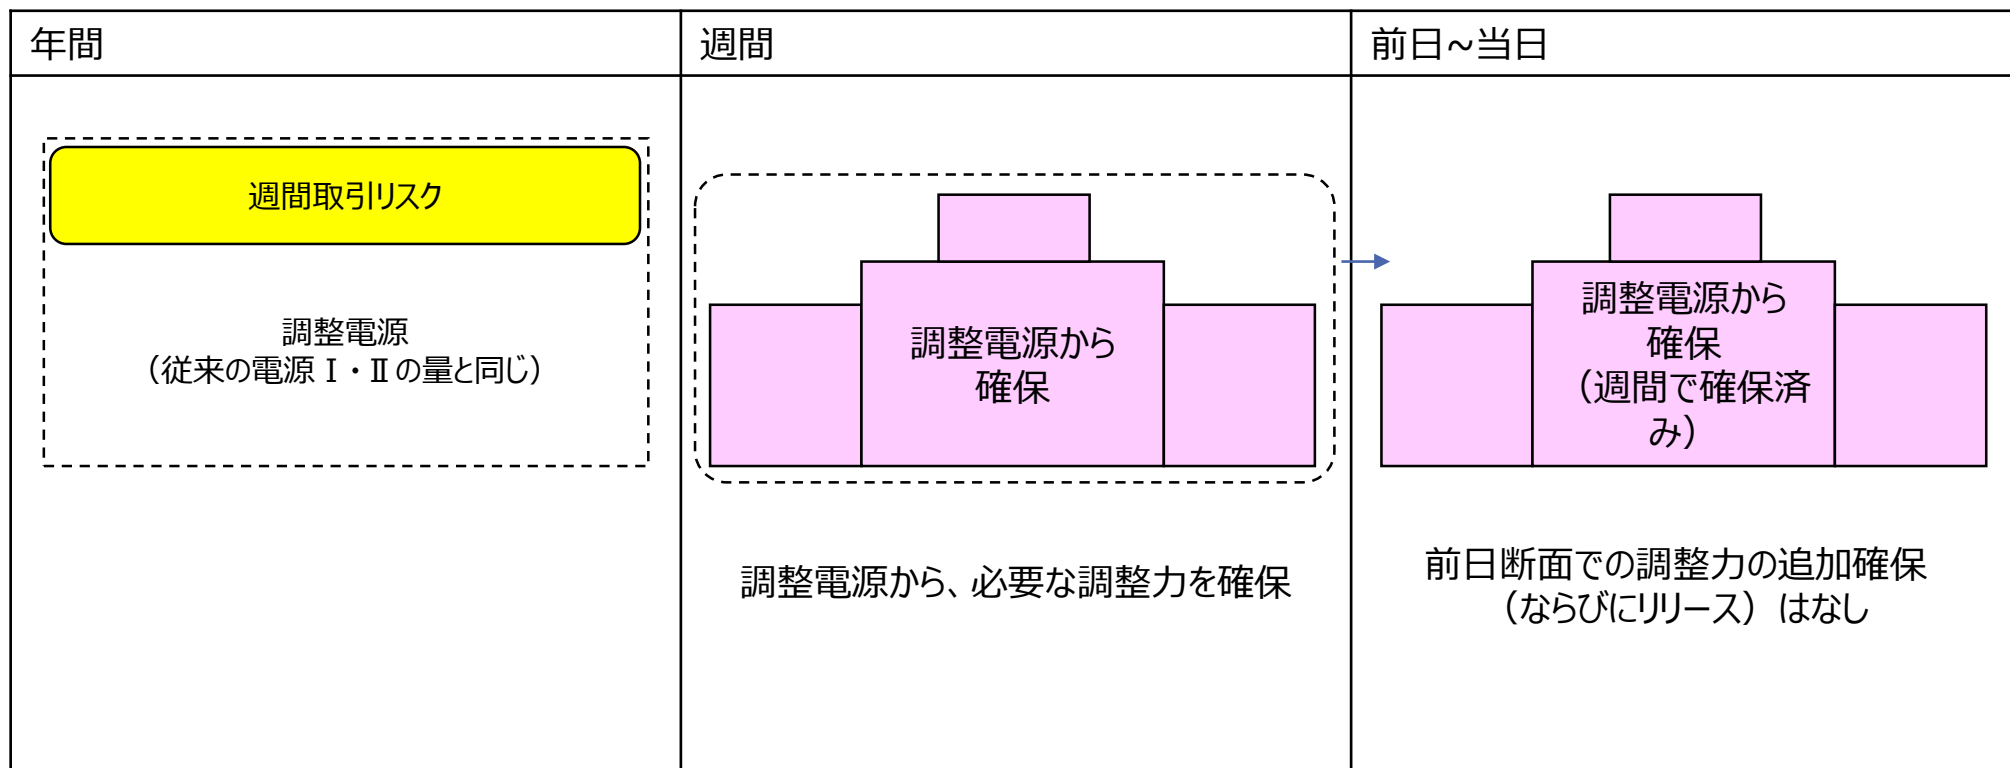 年間
週間
前日~当日
週間取引リスク
調整電源
（従来の電源Ⅰ・Ⅱの量と同じ）
調整電源から
確保
調整電源から、必要な調整力を確保
調整電源から
確保
（週間で確保済
み）
前日断面での調整力の追加確保
（ならびにリリース）はなし